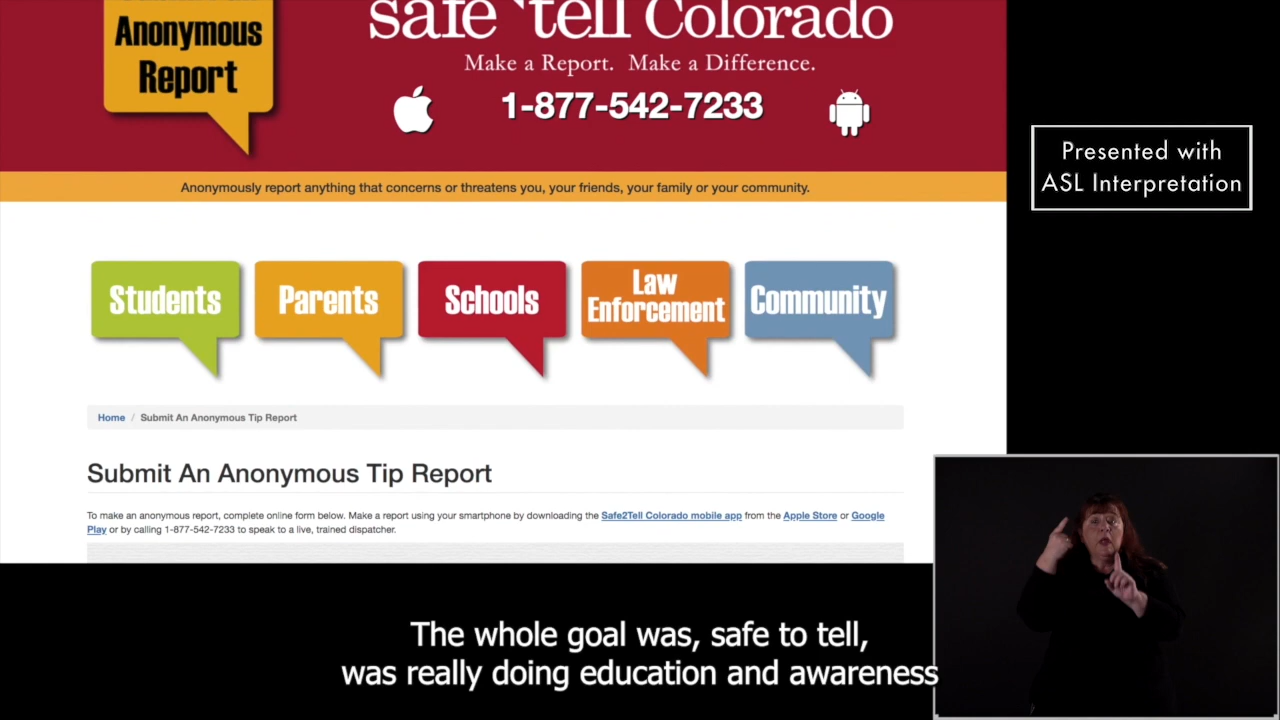 Anonymous
Report
safe tell Colorado
Make a Report. Make a Difference.
1-877-542-7233
Anonymously report anything that concerns or threatens you, your friends, your family or your community.
Presented with
ASL Interpretation
Students
Parents
Schools
Law
Enforcement
Community
Home / Submit An Anonymous Tip Report
Submit An Anonymous Tip Report
To make an anonymous report, complete online form below. Make a report using your smartphone by downloading the Safe2Tell Colorado mobile app from the Apple Store or Google
Play or by calling 1-877-542-7233 to speak to a live, trained dispatcher.
The whole goal was, safe to tell,
was really doing education and awareness